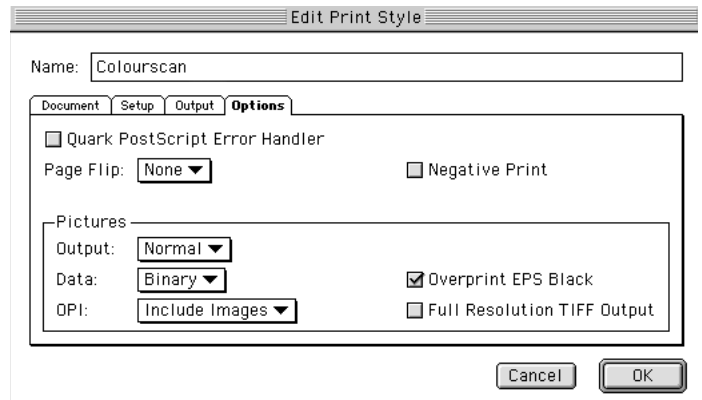 Edit Print Style
Name: Colourscan
Document Setup Output Options
Quark PostScript Error Handler
Page Flip: None Negative Print
Pictures
Output: Normal
Data: Binary Overprint EPS Black
OPI: Include Images Full Resolution TIFF Output
Cancel OK